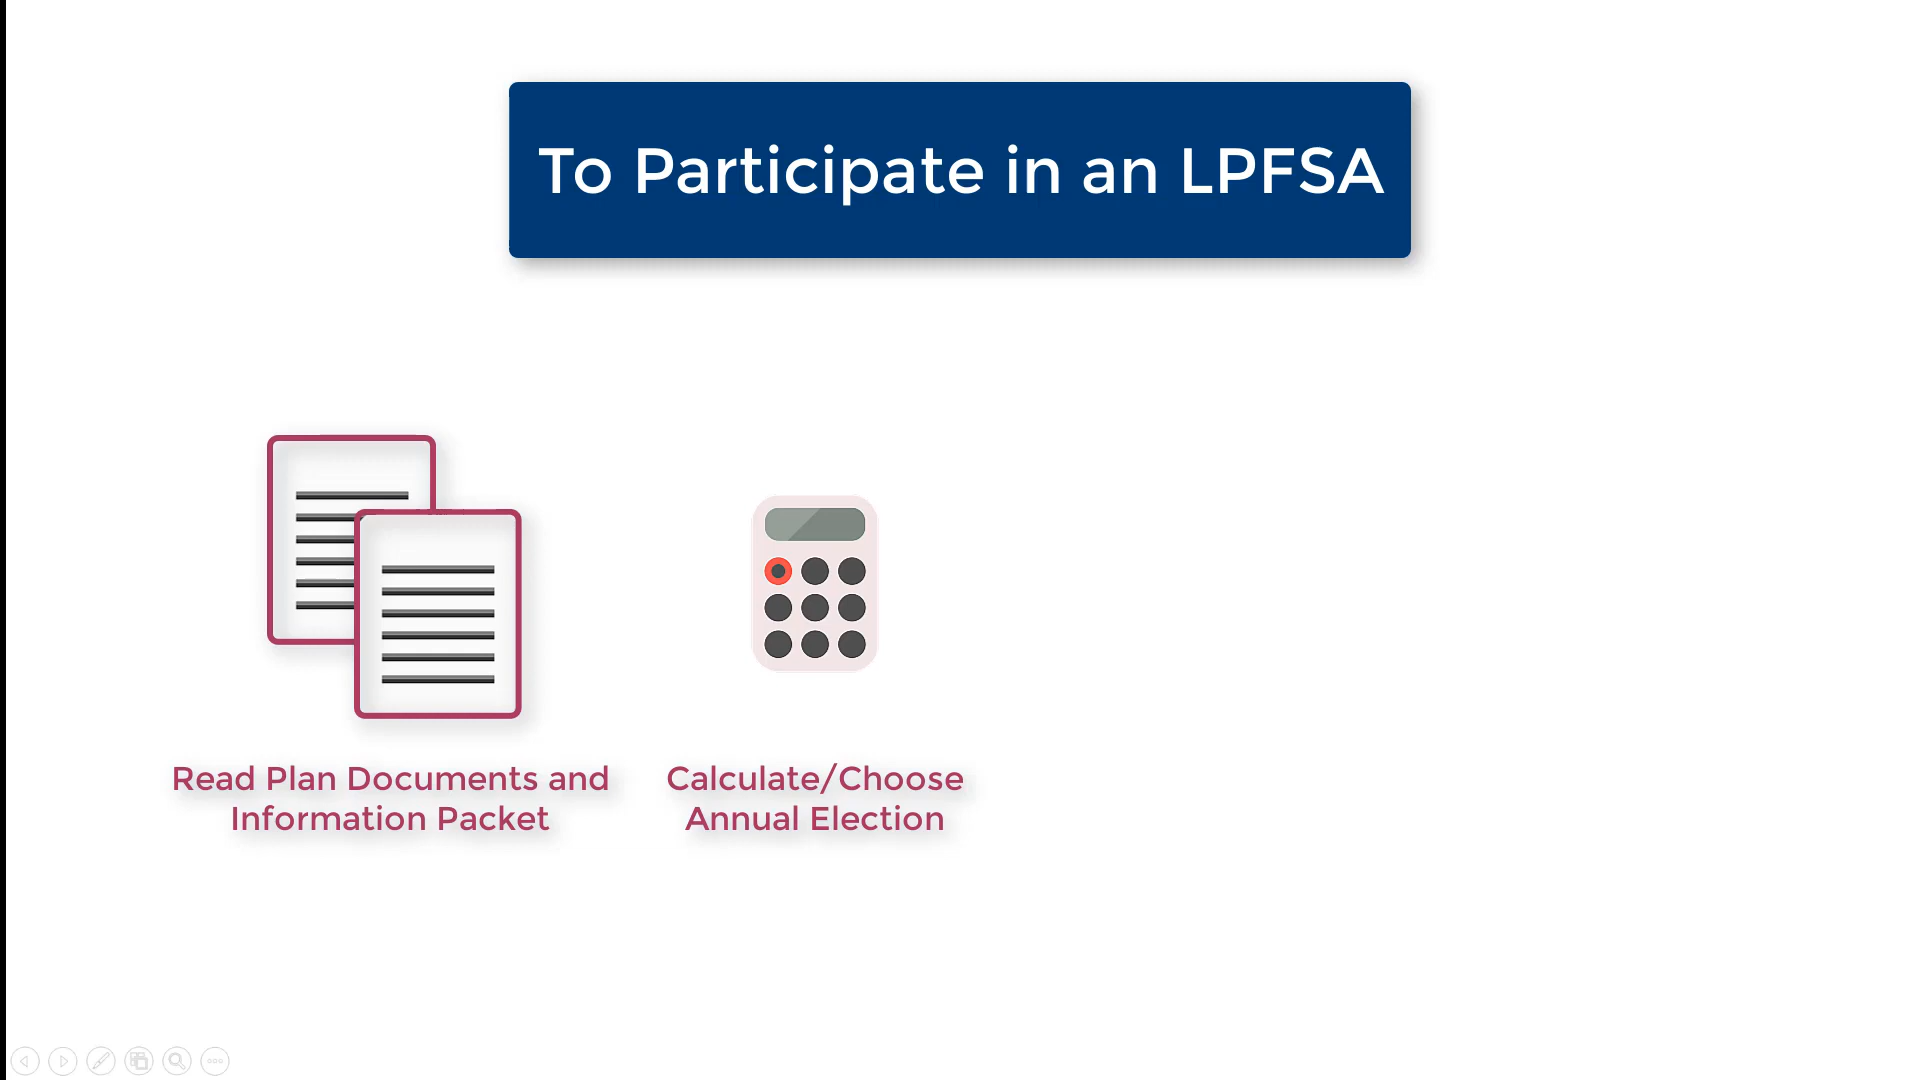 To Participate in an LPFSA
Read Plan Documents and
Information Packet
Calculate/Choose
Annual Election